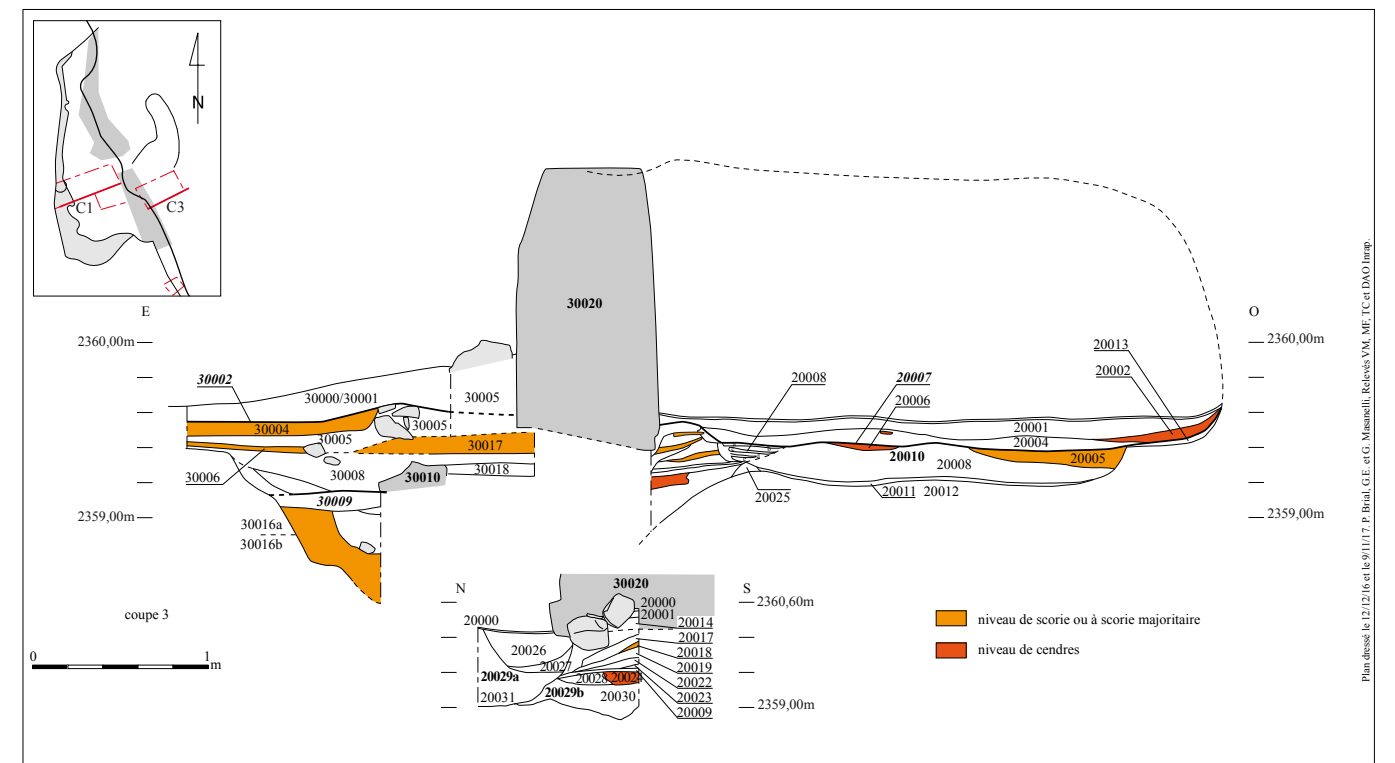 N
C1
C3
E
O
2360,00m
2360,00m
30020
30002
30000/30001
30005
20008
20007
20006
20013
20002
30004
30005
30005
30017
20001
20004
20010
20008
20005
30006
30008
30010
30018
20025
20011
20012
30009
2359,00m
2359,00m
30016a
30016b
coupe 3
0
1
m
N
S
30020
20000
20000
20001
2360,60m
20014
20017
20026
20018
20027
20019
20029a
20028
20024
20022
20029b
20031
20030
20023
20009
2359,00m
niveau de scorie ou à scorie majoritaire
niveau de cendres
Plan dressé le 12/12/16 et le 9/11/17. P. Brial, G.E. et G. Masanelli, Relevés VM, MF, TC et DAO Inrap.